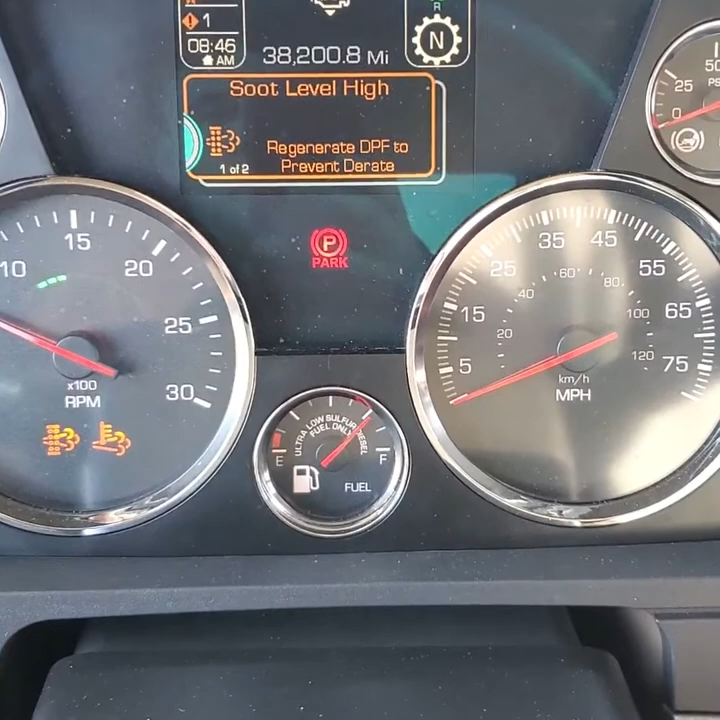 R
1
08:46
AM
38,200.8 Mi
N
Soot Level High
Regenerate DPF to
Prevent Derate
1 of 2
50
PS
25
0
PARK
10
15
20
25
30
x100
RPM
5
15
25
35
45
55
65
75
20
40
60
80
100
120
km/h
MPH
ULTRA LOW SULFUR DIESEL
FUEL ONLY
E
F
FUEL